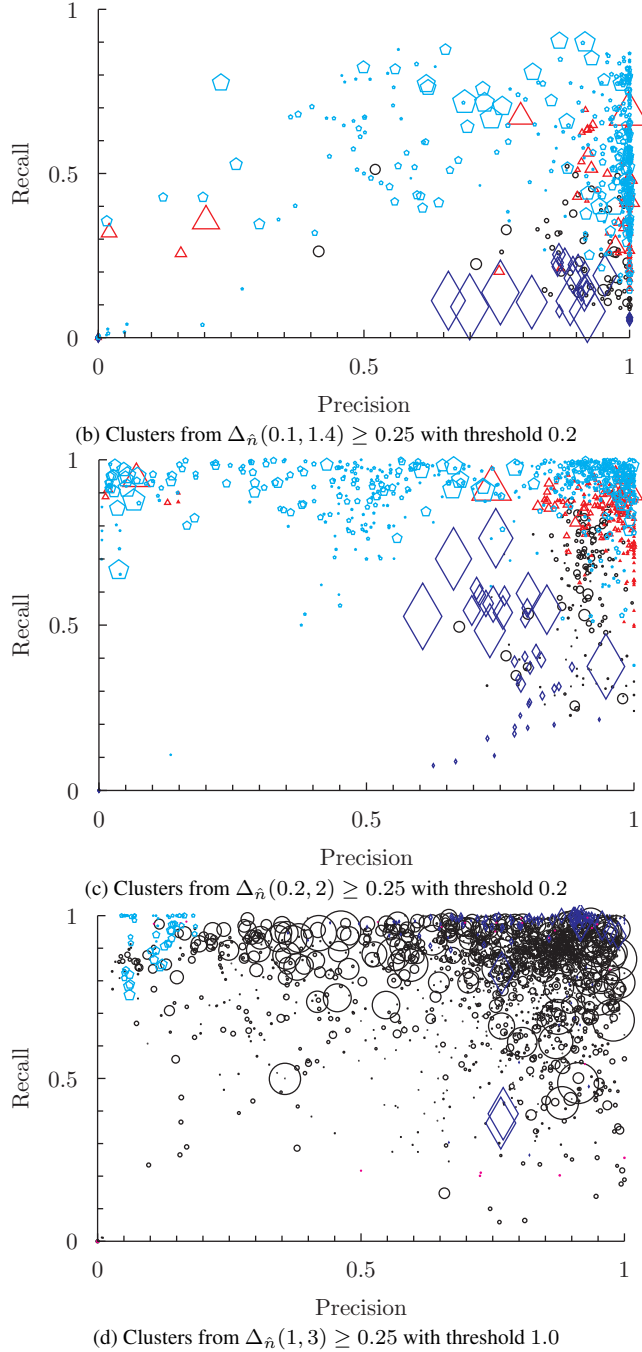 1
0.5
0
0
0.5
1
Recall
Precision
(b) Clusters from Δn̂(0.1, 1.4) ≥ 0.25 with threshold 0.2
1
0.5
0
0
0.5
1
Recall
Precision
(c) Clusters from Δn̂(0.2, 2) ≥ 0.25 with threshold 0.2
1
0.5
0
0
0.5
1
Recall
Precision
(d) Clusters from Δn̂(1, 3) ≥ 0.25 with threshold 1.0